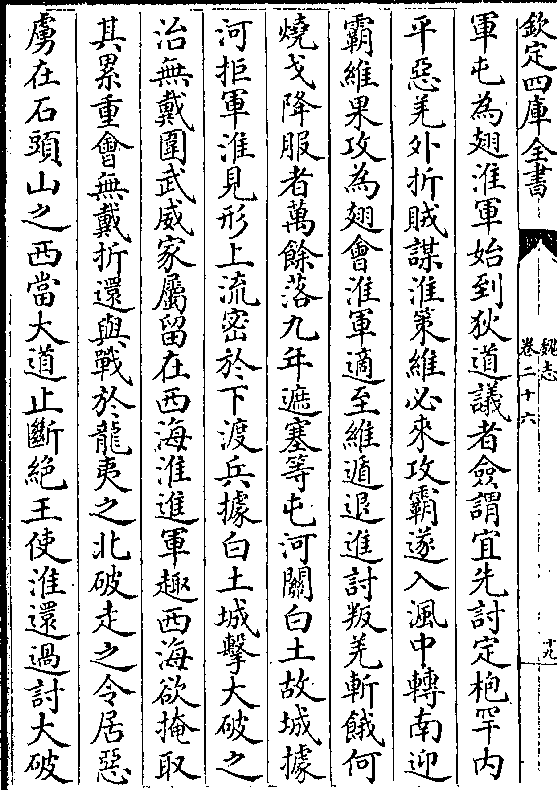 欽定四庫全書
魏志
卷二十六
十九
軍屯為翅淮軍始到狄道議者僉謂宜先討定枹罕内
平惡羌外折賊謀淮策維必來攻霸遂入渢中轉南迎
霸維果攻為翅會淮軍適至維遁退進討叛羌斬餓何
燒戈降服者萬餘落九年遮塞等屯河關白土故城據
河拒軍淮見形上流密於下渡兵據白土城擊大破之
治無戴圍武威家屬留在西海淮進軍趣西海欲掩取
其累重會無戴折還與戰於龍夷之北破走之令居惡
虜在石頭山之西當大道止斷絶王使淮還過討大破